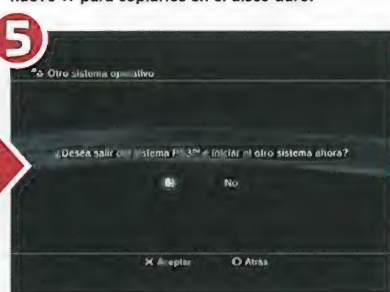 nuevo X para copiarlos en el disco duro.
5
Otro sistema operativo
¿Desea salir del sistema PS3™ e iniciar el otro sistema ahora?
Sí No
X Aceptar O Atrás